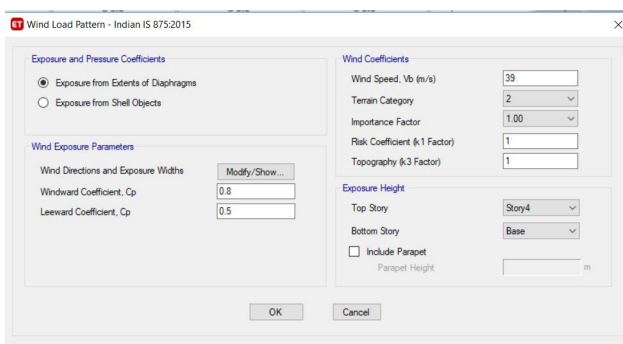 ET Wind Load Pattern - Indian IS 875:2015
Exposure and Pressure Coefficients
Exposure from Extents of Diaphragms
Exposure from Shell Objects
Wind Exposure Parameters
Wind Directions and Exposure Widths Modify/Show...
Windward Coefficient, Cp 0.8
Leeward Coefficient, Cp 0.5
Wind Coefficients
Wind Speed, Vb (m/s) 39
Terrain Category 2
Importance Factor 1.00
Risk Coefficient (k1 Factor) 1
Topography (k3 Factor) 1
Exposure Height
Top Story Story4
Bottom Story Base
Include Parapet
Parapet Height m
OK Cancel